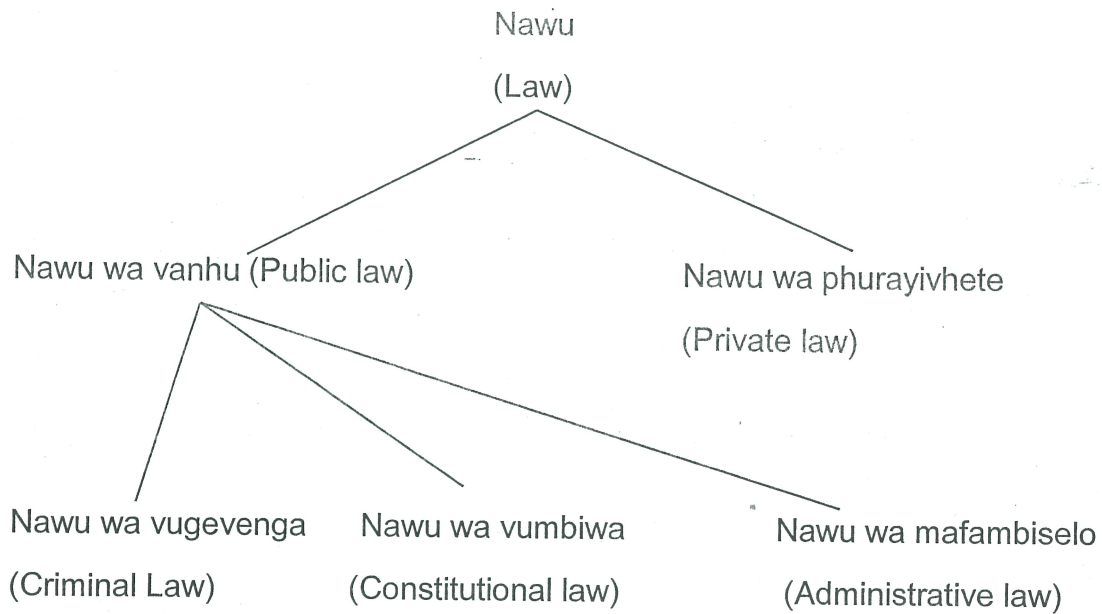 Nawu
(Law)
Nawu wa vanhu (Public law)
Nawu wa phurayivhete
(Private law)
Nawu wa vugevenga
(Criminal Law)
Nawu wa vumbiwa
(Constitutional law)
Nawu wa mafambiselo
(Administrative law)